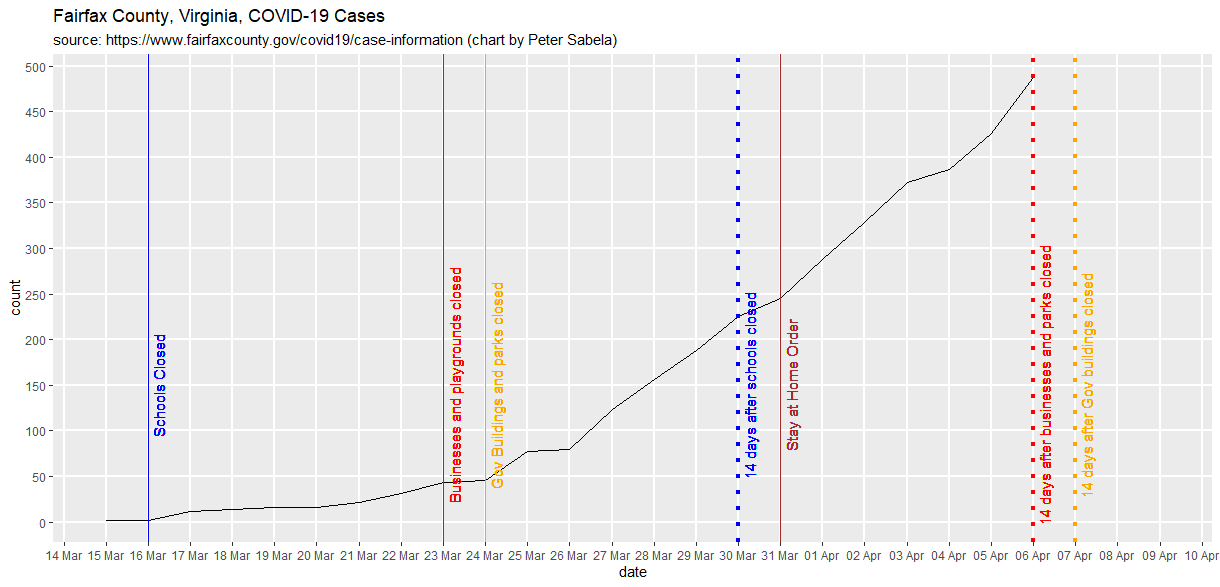 Fairfax County, Virginia, COVID-19 Cases
source: https://www.fairfaxcounty.gov/covid19/case-information (chart by Peter Sabela)
count
500
450
400
350
300
250
200
150
100
50
0
Schools Closed
Businesses and playgrounds closed
Gov Buildings and parks closed
14 days after schools closed
Stay at Home Order
14 days after businesses and parks closed
14 days after Gov buildings closed
14 Mar 15 Mar 16 Mar 17 Mar 18 Mar 19 Mar 20 Mar 21 Mar 22 Mar 23 Mar 24 Mar 25 Mar 26 Mar 27 Mar 28 Mar 29 Mar 30 Mar 31 Mar 01 Apr 02 Apr 03 Apr 04 Apr 05 Apr 06 Apr 07 Apr 08 Apr 09 Apr 10 Apr
date